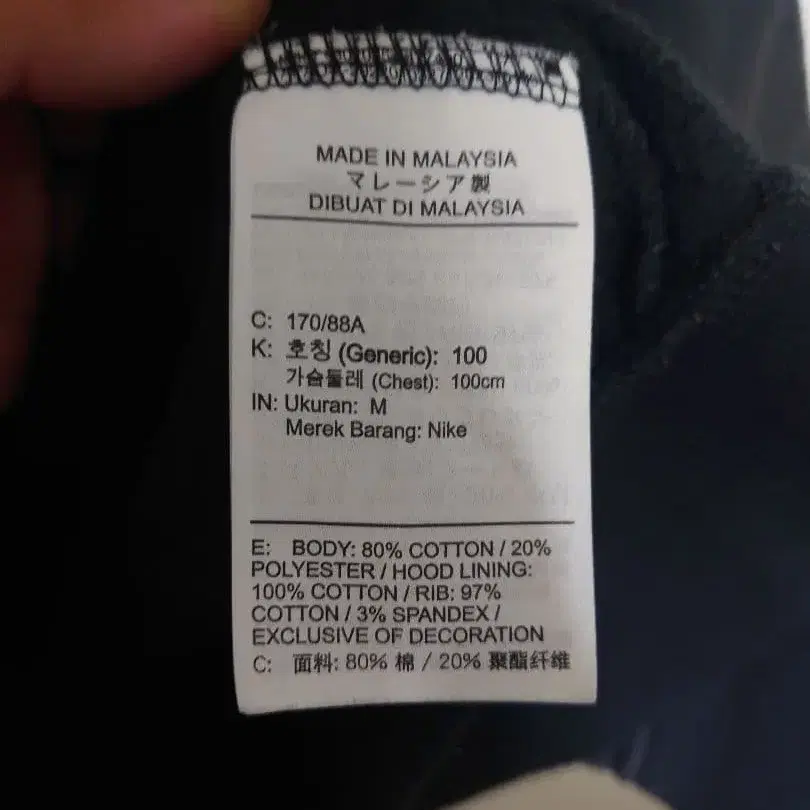 MADE IN MALAYSIA
マレーシア製
DIBUAT DI MALAYSIA
C: 170/88A
K: 호칭 (Generic): 100
가슴둘레 (Chest): 100cm
IN: Ukuran: M
Merek Barang: Nike
E: BODY: 80% COTTON / 20%
POLYESTER / HOOD LINING:
100% COTTON / RIB: 97%
COTTON / 3% SPANDEX /
EXCLUSIVE OF DECORATION
C: 面料: 80% 棉 / 20% 聚酯纤维